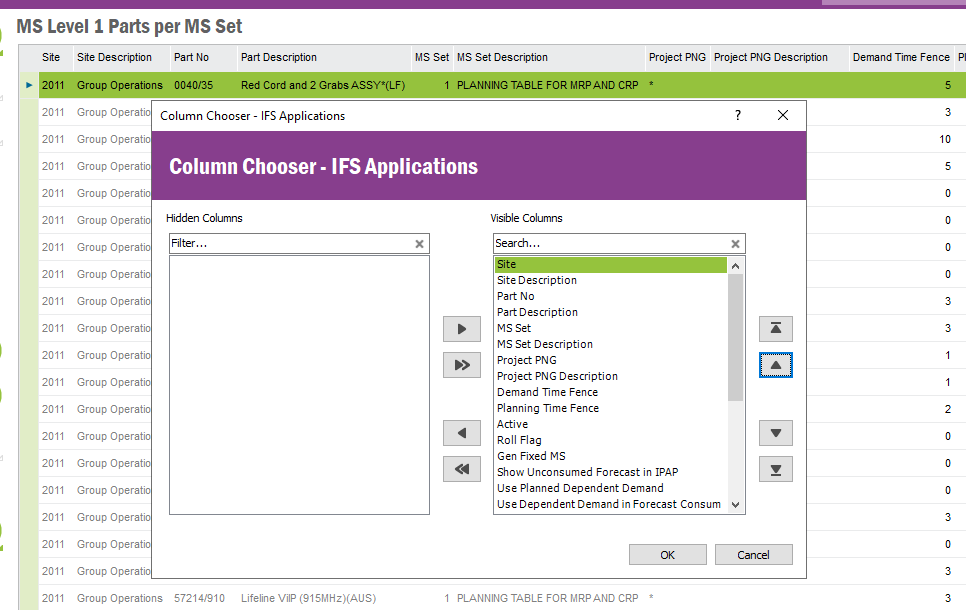 MS Level 1 Parts per MS Set
Site Site Description Part No Part Description MS Set MS Set Description Project PNG Project PNG Description Demand Time Fence
2011 Group Operations 0040/35 Red Cord and 2 Grabs ASSY*(LF) 1 PLANNING TABLE FOR MRP AND CRP * 5
2011 Group Operatio 3
Column Chooser - IFS Applications ?
2011 Group Operatio 10
Column Chooser - IFS Applications
2011 Group Operatio 5
2011 Group Operatio 0
Hidden Columns Visible Columns
2011 Group Operatio 0
Filter... Search...
2011 Group Operatio 0
Site
2011 Group Operatio 0
Site Description
Part No
2011 Group Operatio 3
Part Description
MS Set
2011 Group Operatio 3
MS Set Description
2011 Group Operatio 1
Project PNG
Project PNG Description
2011 Group Operatio 1
Demand Time Fence
Planning Time Fence
2011 Group Operatio 2
Active
2011 Group Operatio 0
Roll Flag
Gen Fixed MS
2011 Group Operatio 0
Show Unconsumed Forecast in IPAP
Use Planned Dependent Demand
2011 Group Operatio 0
Use Dependent Demand in Forecast Consum
2011 Group Operatio 3
2011 Group Operatio 0
OK Cancel
2011 Group Operatio 3
2011 Group Operations 57214/910 Lifeline ViIP (915MHz)(AUS) 1 PLANNING TABLE FOR MRP AND CRP * 3